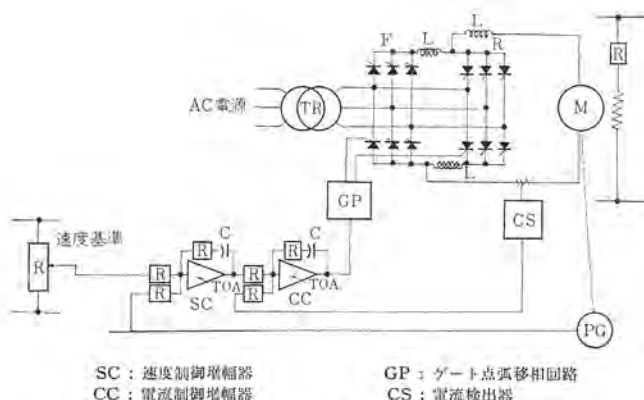 L
F
L
R
R
AC電源
TR
M
L
GP
CS
速度基準
C
C
R
R
R
R
R
R
R
TOA
TOA
SC
CC
PG
SC : 速度制御増幅器
GP : ゲート点弧移相回路
CC : 電流制御増幅器
CS : 電流検出器